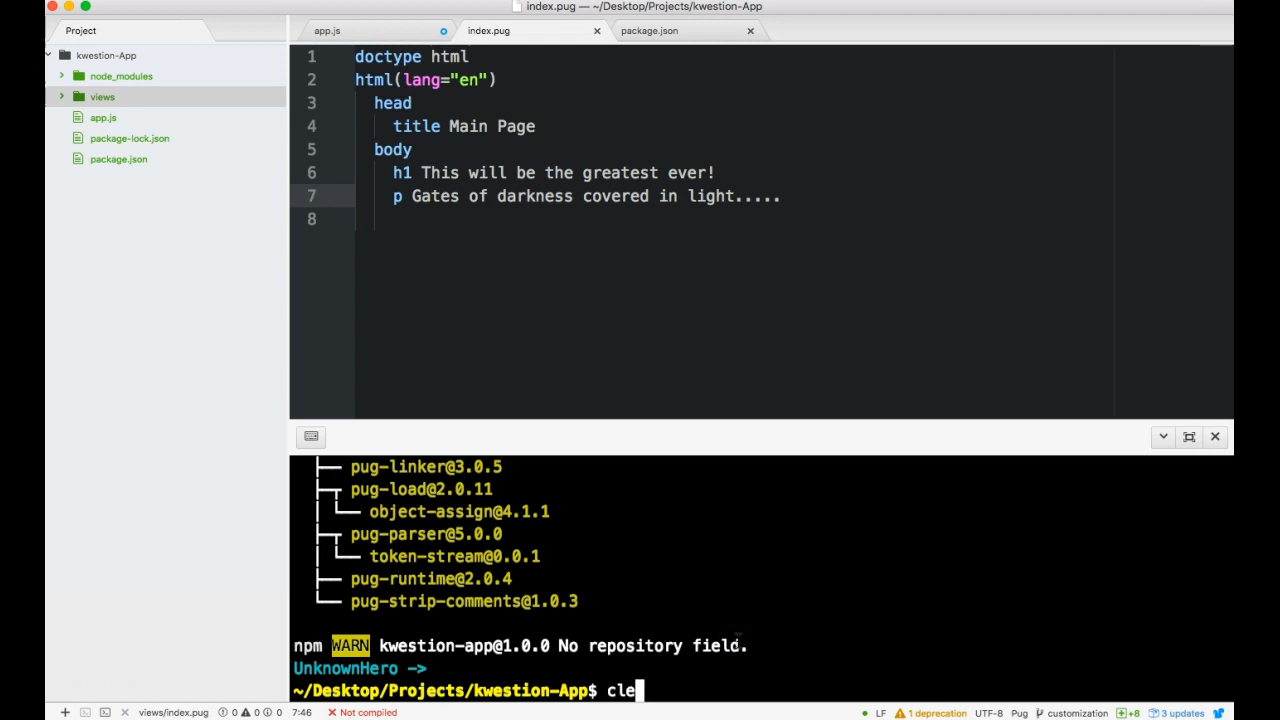 index.pug — ~/Desktop/Projects/kwestion-App
Project
app.js
index.pug
package.json
kwestion-App
node_modules
views
app.js
package-lock.json
package.json
1 doctype html
2 html(lang="en")
3 head
4 title Main Page
5 body
6 h1 This will be the greatest ever!
7 p Gates of darkness covered in light.....
8
├── pug-linker@3.0.5
├─┬ pug-load@2.0.11
│ └── object-assign@4.1.1
├─┬ pug-parser@5.0.0
│ └── token-stream@0.0.1
├── pug-runtime@2.0.4
└── pug-strip-comments@1.0.3
npm WARN kwestion-app@1.0.0 No repository field.
UnknownHero ->
~/Desktop/Projects/kwestion-App$ cle
views/index.pug 0 0 0 7:46 Not compiled LF 1 deprecation UTF-8 Pug customization +8 3 updates